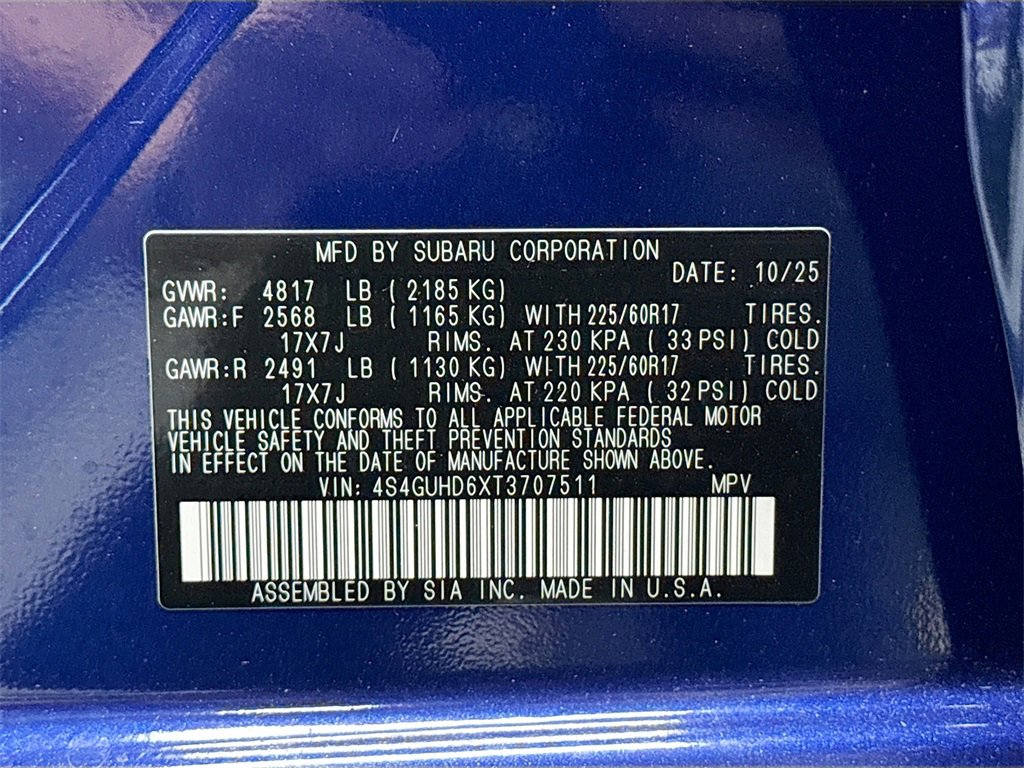 MFD BY SUBARU CORPORATION
DATE: 10/25
GVWR: 4817 LB ( 2185 KG)
GAWR:F 2568 LB ( 1165 KG) WITH 225/60R17 TIRES.
17X7J RIMS. AT 230 KPA ( 33 PSI) COLD
GAWR:R 2491 LB ( 1130 KG) WITH 225/60R17 TIRES.
17X7J RIMS. AT 220 KPA ( 32 PSI) COLD
THIS VEHICLE CONFORMS TO ALL APPLICABLE FEDERAL MOTOR
VEHICLE SAFETY AND THEFT PREVENTION STANDARDS
IN EFFECT ON THE DATE OF MANUFACTURE SHOWN ABOVE.
VIN: 4S4GUHD6XT3707511 MPV
ASSEMBLED BY SIA INC. MADE IN U.S.A.